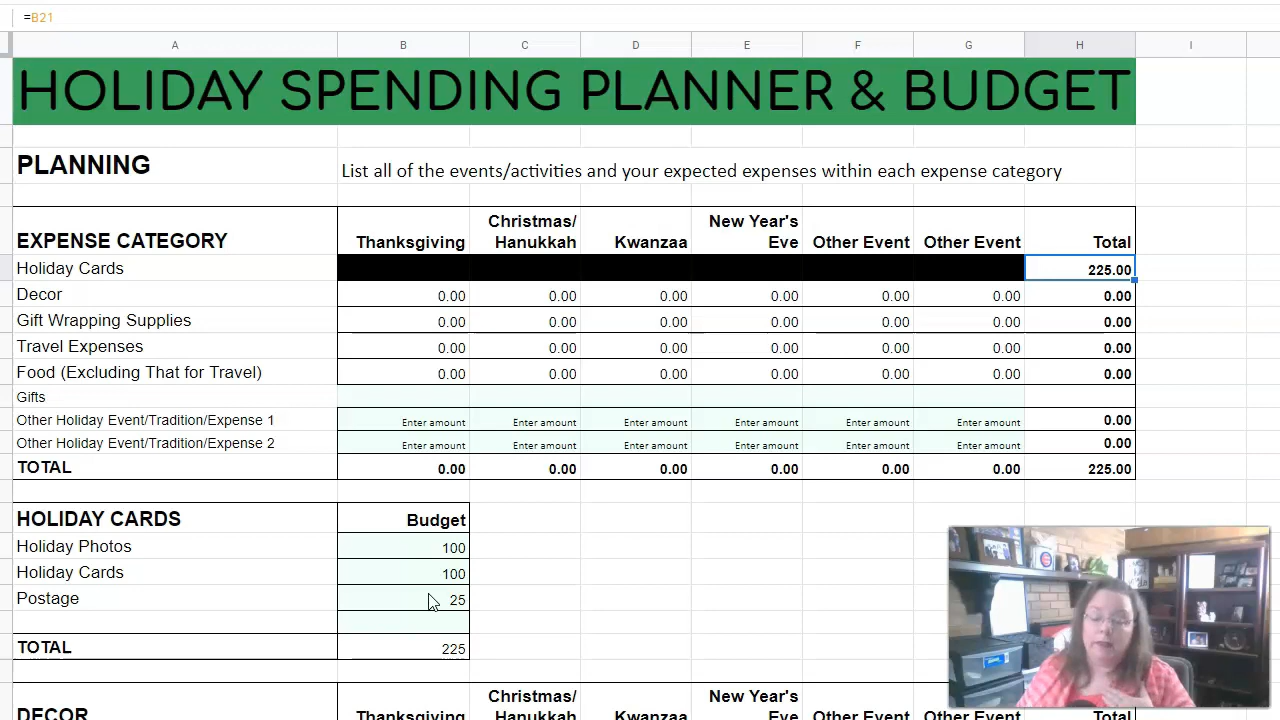 =B21
A B C D E F G H I
HOLIDAY SPENDING PLANNER & BUDGET
PLANNING List all of the events/activities and your expected expenses within each expense category
EXPENSE CATEGORY Thanksgiving Christmas/ Hanukkah Kwanzaa New Year's Eve Other Event Other Event Total
Holiday Cards 225.00
Decor 0.00 0.00 0.00 0.00 0.00 0.00 0.00
Gift Wrapping Supplies 0.00 0.00 0.00 0.00 0.00 0.00 0.00
Travel Expenses 0.00 0.00 0.00 0.00 0.00 0.00 0.00
Food (Excluding That for Travel) 0.00 0.00 0.00 0.00 0.00 0.00 0.00
Gifts
Other Holiday Event/Tradition/Expense 1 Enter amount Enter amount Enter amount Enter amount Enter amount Enter amount 0.00
Other Holiday Event/Tradition/Expense 2 Enter amount Enter amount Enter amount Enter amount Enter amount Enter amount 0.00
TOTAL 0.00 0.00 0.00 0.00 0.00 0.00 225.00
HOLIDAY CARDS Budget
Holiday Photos 100
Holiday Cards 100
Postage 25
TOTAL 225
DECOR Thanksgiving Christmas/ Hanukkah Kwanzaa New Year's Eve Other Event Other Event Total